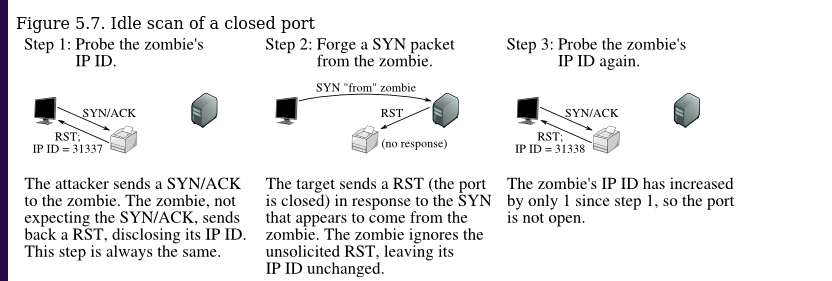 Figure 5.7. Idle scan of a closed port
Step 1: Probe the zombie's
IP ID.
SYN/ACK
RST;
IP ID = 31337
The attacker sends a SYN/ACK
to the zombie. The zombie, not
expecting the SYN/ACK, sends
back a RST, disclosing its IP ID.
This step is always the same.
Step 2: Forge a SYN packet
from the zombie.
SYN "from" zombie
RST
(no response)
The target sends a RST (the port
is closed) in response to the SYN
that appears to come from the
zombie. The zombie ignores the
unsolicited RST, leaving its
IP ID unchanged.
Step 3: Probe the zombie's
IP ID again.
SYN/ACK
RST;
IP ID = 31338
The zombie's IP ID has increased
by only 1 since step 1, so the port
is not open.